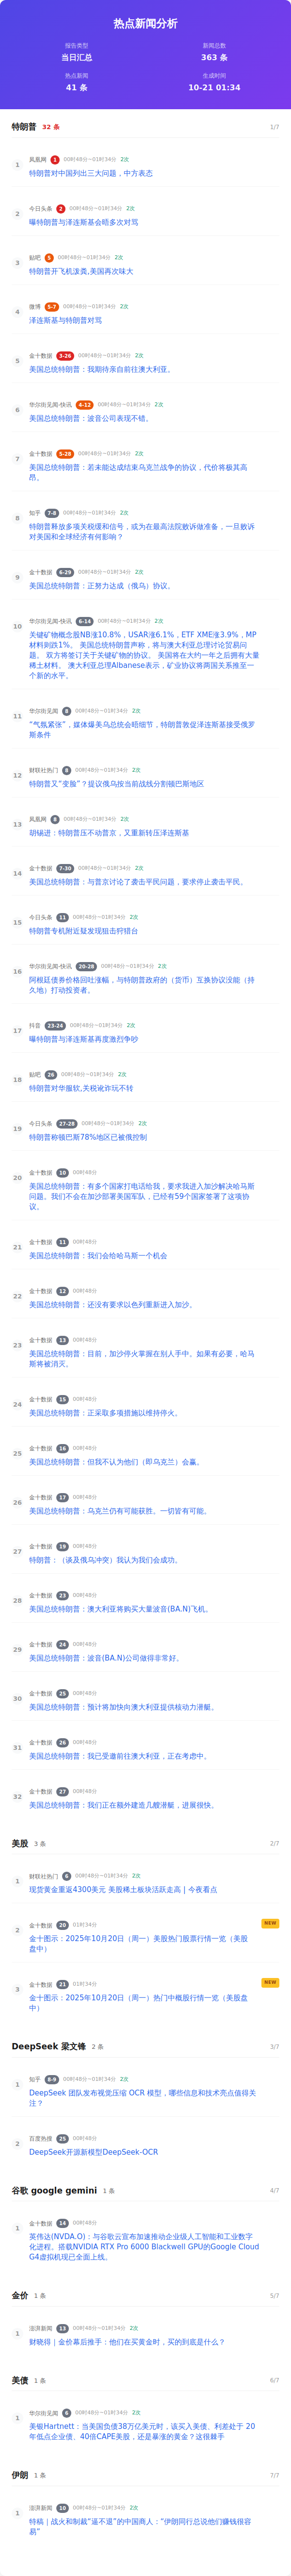 热点新闻分析
报告类型
当日汇总
新闻总数
363 条
热点新闻
41 条
生成时间
10-21 01:34
特朗普 32 条 1/7
1 凤凰网 1 00时48分~01时34分 2次
特朗普对中国列出三大问题，中方表态
2 今日头条 2 00时48分~01时34分 2次
曝特朗普与泽连斯基会晤多次对骂
3 贴吧 5 00时48分~01时34分 2次
特朗普开飞机泼粪,美国再次味大
4 微博 5-7 00时48分~01时34分 2次
泽连斯基与特朗普对骂
5 金十数据 3-26 00时48分~01时34分 2次
美国总统特朗普：我期待亲自前往澳大利亚。
6 华尔街见闻-快讯 4-12 00时48分~01时34分 2次
美国总统特朗普：波音公司表现不错。
7 金十数据 5-28 00时48分~01时34分 2次
美国总统特朗普：若未能达成结束乌克兰战争的协议，代价将极其高
昂。
8 知乎 7-8 00时48分~01时34分 2次
特朗普释放多项关税缓和信号，或为在最高法院败诉做准备，一旦败诉
对美国和全球经济有何影响？
9 金十数据 6-29 00时48分~01时34分 2次
美国总统特朗普：正努力达成（俄乌）协议。
10 华尔街见闻-快讯 6-14 00时48分~01时34分 2次
关键矿物概念股NB涨10.8%，USAR涨6.1%，ETF XME涨3.9%，MP
材料则跌1%。 美国总统特朗普声称，将与澳大利亚总理讨论贸易问
题。 双方将签订关于关键矿物的协议。 美国将在大约一年之后拥有大量
稀土材料。 澳大利亚总理Albanese表示，矿业协议将两国关系推至一
个新的水平。
11 华尔街见闻 8 00时48分~01时34分 2次
“气氛紧张”，媒体爆美乌总统会晤细节，特朗普敦促泽连斯基接受俄罗
斯条件
12 财联社热门 8 00时48分~01时34分 2次
特朗普又“变脸”？提议俄乌按当前战线分割顿巴斯地区
13 凤凰网 8 00时48分~01时34分 2次
胡锡进：特朗普压不动普京，又重新转压泽连斯基
14 金十数据 7-30 00时48分~01时34分 2次
美国总统特朗普：与普京讨论了袭击平民问题，要求停止袭击平民。
15 今日头条 11 00时48分~01时34分 2次
特朗普专机附近疑发现狙击狩猎台
16 华尔街见闻-快讯 20-28 00时48分~01时34分 2次
阿根廷债券价格回吐涨幅，与特朗普政府的（货币）互换协议没能（持
久地）打动投资者。
17 抖音 23-24 00时48分~01时34分 2次
曝特朗普与泽连斯基再度激烈争吵
18 贴吧 26 00时48分~01时34分 2次
特朗普对华服软,关税讹诈玩不转
19 今日头条 27-28 00时48分~01时34分 2次
特朗普称顿巴斯78%地区已被俄控制
20 金十数据 10 00时48分
美国总统特朗普：有多个国家打电话给我，要求我进入加沙解决哈马斯
问题。我们不会在加沙部署美国军队，已经有59个国家签署了这项协
议。
21 金十数据 11 00时48分
美国总统特朗普：我们会给哈马斯一个机会
22 金十数据 12 00时48分
美国总统特朗普：还没有要求以色列重新进入加沙。
23 金十数据 13 00时48分
美国总统特朗普：目前，加沙停火掌握在别人手中。如果有必要，哈马
斯将被消灭。
24 金十数据 15 00时48分
美国总统特朗普：正采取多项措施以维持停火。
25 金十数据 16 00时48分
美国总统特朗普：但我不认为他们（即乌克兰）会赢。
26 金十数据 17 00时48分
美国总统特朗普：乌克兰仍有可能获胜。一切皆有可能。
27 金十数据 19 00时48分
特朗普：（谈及俄乌冲突）我认为我们会成功。
28 金十数据 23 00时48分
美国总统特朗普：澳大利亚将购买大量波音(BA.N)飞机。
29 金十数据 24 00时48分
美国总统特朗普：波音(BA.N)公司做得非常好。
30 金十数据 25 00时48分
美国总统特朗普：预计将加快向澳大利亚提供核动力潜艇。
31 金十数据 26 00时48分
美国总统特朗普：我已受邀前往澳大利亚，正在考虑中。
32 金十数据 27 00时48分
美国总统特朗普：我们正在额外建造几艘潜艇，进展很快。
美股 3 条 2/7
1 财联社热门 6 00时48分~01时34分 2次
现货黄金重返4300美元 美股稀土板块活跃走高 | 今夜看点
2 金十数据 20 01时34分 NEW
金十图示：2025年10月20日（周一）美股热门股票行情一览（美股
盘中）
3 金十数据 21 01时34分 NEW
金十图示：2025年10月20日（周一）热门中概股行情一览（美股盘
中）
DeepSeek 梁文锋 2 条 3/7
1 知乎 8-9 00时48分~01时34分 2次
DeepSeek 团队发布视觉压缩 OCR 模型，哪些信息和技术亮点值得关
注？
2 百度热搜 25 00时48分
DeepSeek开源新模型DeepSeek-OCR
谷歌 google gemini 1 条 4/7
1 金十数据 14 00时48分
英伟达(NVDA.O)：与谷歌云宣布加速推动企业级人工智能和工业数字
化进程。搭载NVIDIA RTX Pro 6000 Blackwell GPU的Google Cloud
G4虚拟机现已全面上线。
金价 1 条 5/7
1 澎湃新闻 13 00时48分~01时34分 2次
财晓得｜金价幕后推手：他们在买黄金时，买的到底是什么？
美债 1 条 6/7
1 华尔街见闻 6 00时48分~01时34分 2次
美银Hartnett：当美国负债38万亿美元时，该买入美债、利差处于 20
年低点企业债、40倍CAPE美股，还是暴涨的黄金？这很棘手
伊朗 1 条 7/7
1 澎湃新闻 10 00时48分~01时34分 2次
特稿｜战火和制裁“逼不退”的中国商人：“伊朗同行总说他们赚钱很容
易”